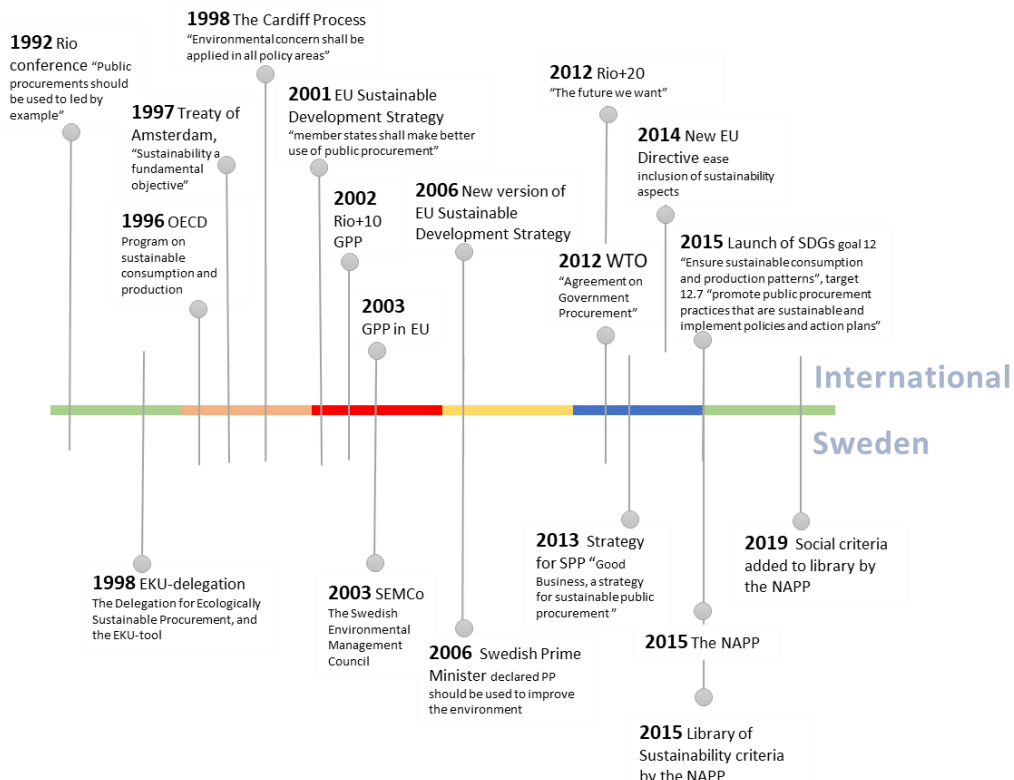 1992 Rio
conference “Public
procurements should
be used to led by
example”
1998 The Cardiff Process
“Environmental concern shall be
applied in all policy areas”
1997 Treaty of
Amsterdam,
“Sustainability a
fundamental
objective”
1996 OECD
Program on
sustainable
consumption and
production
2001 EU Sustainable
Development Strategy
“member states shall make better
use of public procurement”
2002
Rio+10
GPP
2003
GPP in EU
2006 New version of
EU Sustainable
Development Strategy
2012 Rio+20
“The future we want”
2012 WTO
“Agreement on
Government
Procurement”
2014 New EU
Directive ease
inclusion of sustainability
aspects
2015 Launch of SDGs goal 12
“Ensure sustainable consumption
and production patterns”, target
12.7 “promote public procurement
practices that are sustainable and
implement policies and action plans”
International
Sweden
1998 EKU-delegation
The Delegation for Ecologically
Sustainable Procurement, and
the EKU-tool
2003 SEMCo
The Swedish
Environmental
Management
Council
2006 Swedish Prime
Minister declared PP
should be used to improve
the environment
2013 Strategy
for SPP “Good
Business, a strategy
for sustainable public
procurement”
2015 The NAPP
2015 Library of
Sustainability criteria
by the NAPP
2019 Social criteria
added to library by
the NAPP